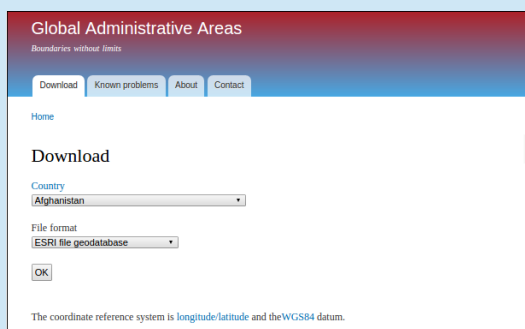 Global Administrative Areas
Boundaries without limits
Download
Known problems
About
Contact
Home
Download
Country
Afghanistan
File format
ESRI file geodatabase
OK
The coordinate reference system is longitude/latitude and theWGS84 datum.